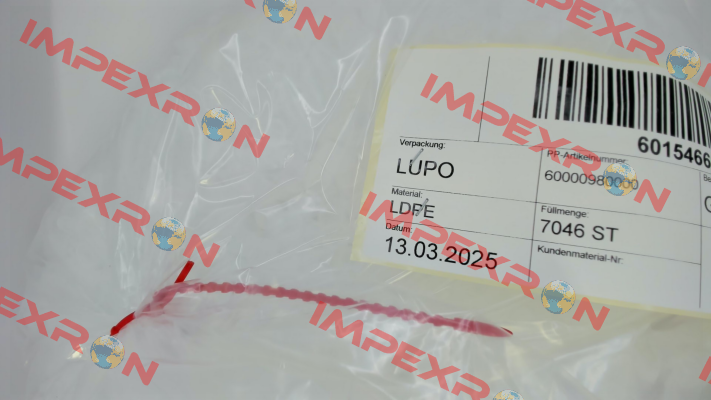 6015466
Verpackung:
LUPO
PP-Artikelnummer
60000980000
Material:
LDPE
Füllmenge:
7046 ST
Datum:
13.03.2025
Kundenmaterial-Nr:
IMPEXRON
IMPEXRON
IMPEXRON
IMPEXRON
IMPEXRON
IMPEXRON
IMPEXRON